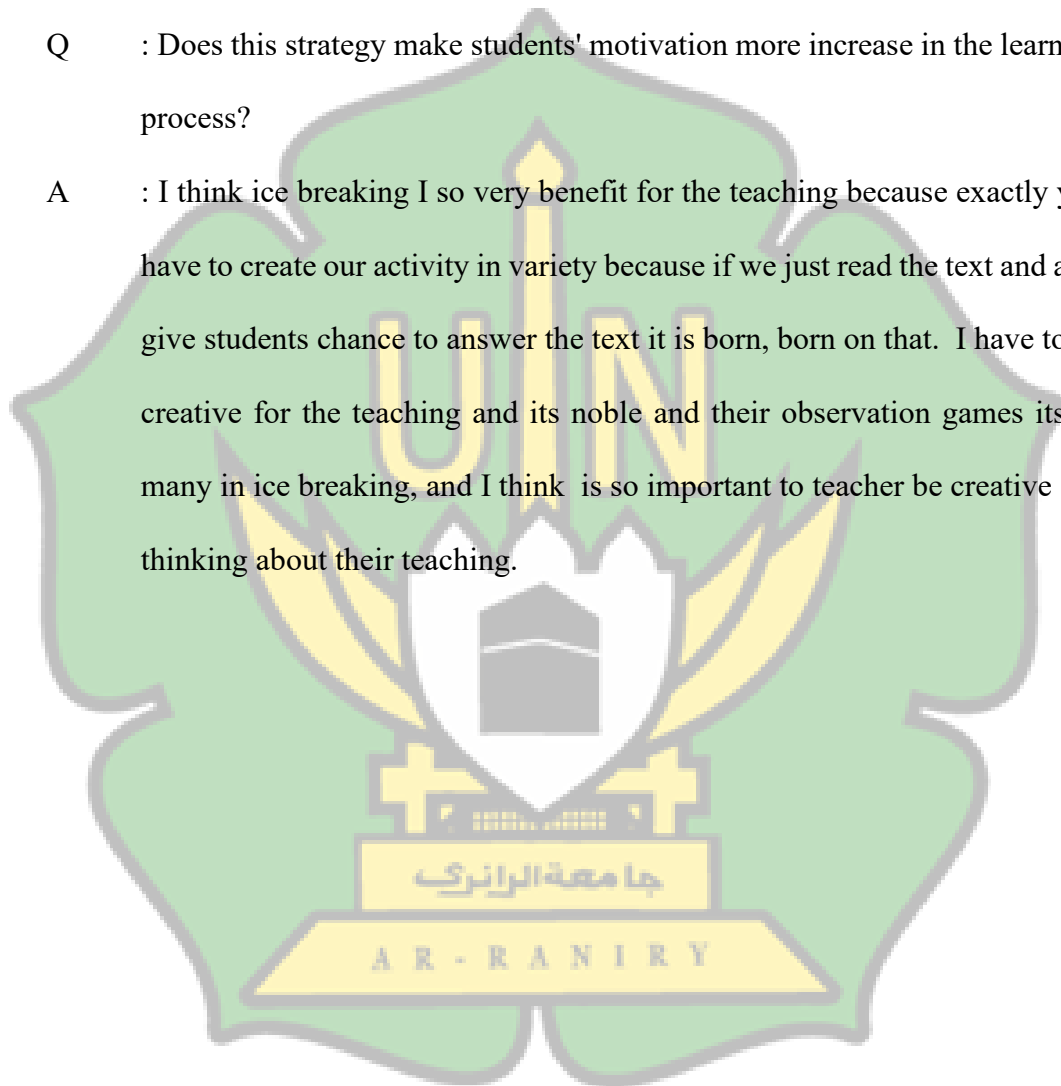 Q : Does this strategy make students' motivation more increase in the learn
process?
A : I think ice breaking I so very benefit for the teaching because exactly
have to create our activity in variety because if we just read the text and
give students chance to answer the text it is born, born on that. I have to
creative for the teaching and its noble and their observation games its
many in ice breaking, and I think is so important to teacher be creative
thinking about their teaching.
UIN
جامعة الرانري
AR-RANIRY